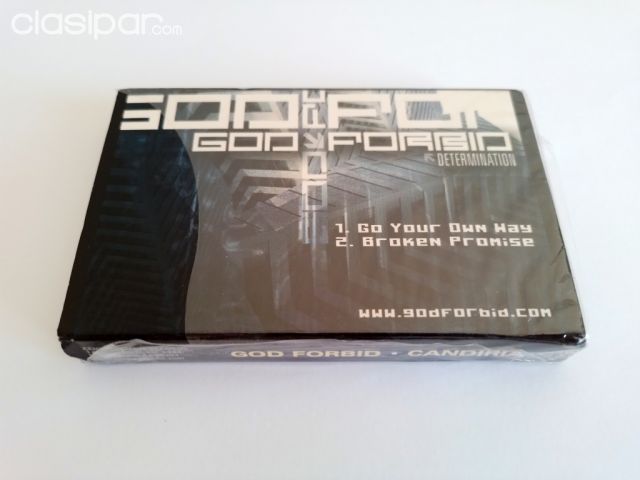 clasipar.com
GOD FORBID
DETERMINATION
1. Go Your Own Way
2. Broken Promise
www.godforbid.com
GOD FORBID • CANDIRIA